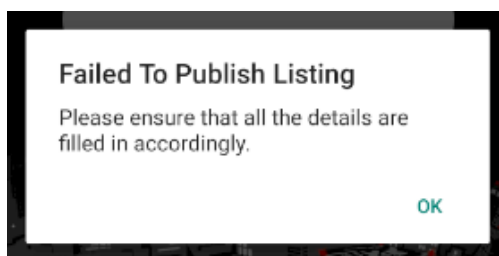 Failed To Publish Listing
Please ensure that all the details are
filled in accordingly.
OK